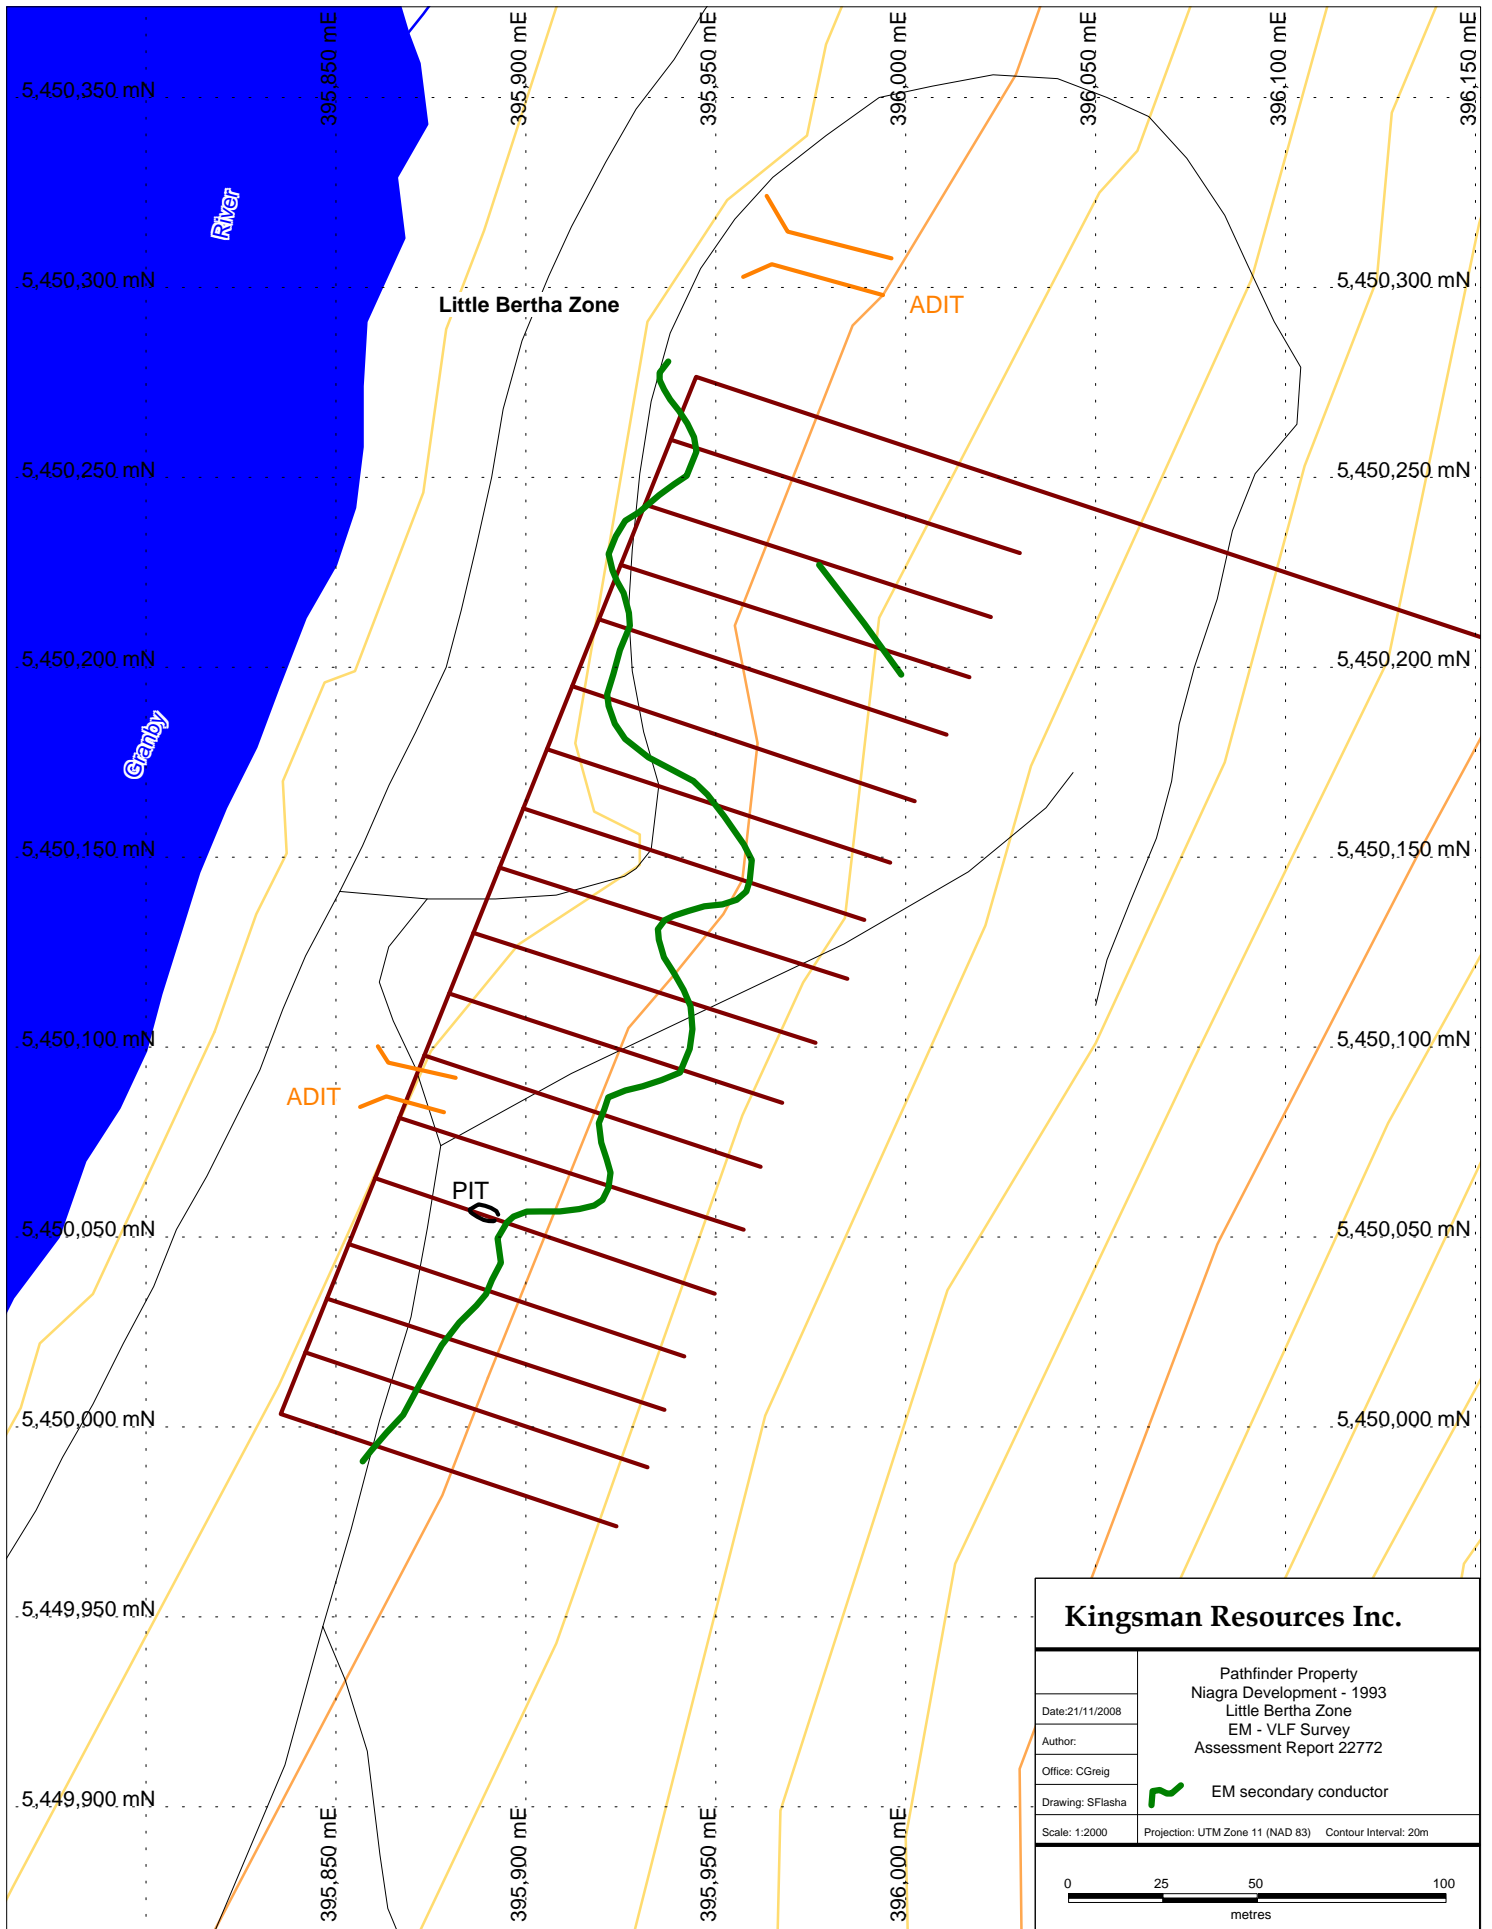 395,850 mE
395,900 mE
395,950 mE
396,000 mE
396,050 mE
396,100 mE
396,150 mE
5,450,350 mN
River
5,450,300 mN
5,450,300 mN
Little Bertha Zone
ADIT
5,450,250 mN
5,450,250 mN
5,450,200 mN
5,450,200 mN
Granby
5,450,150 mN
5,450,150 mN
5,450,100 mN
5,450,100 mN
ADIT
PIT
5,450,050 mN
5,450,050 mN
5,450,000 mN
5,450,000 mN
5,449,950 mN
5,449,900 mN
395,850 mE
395,900 mE
395,950 mE
396,000 mE
Kingsman Resources Inc.
Pathfinder Property
Niagra Development - 1993
Little Bertha Zone
EM - VLF Survey
Assessment Report 22772
EM secondary conductor
Date:21/11/2008
Author:
Office: CGreig
Drawing: SFlasha
Scale: 1:2000
Projection: UTM Zone 11 (NAD 83) Contour Interval: 20m
0 25 50 100
metres